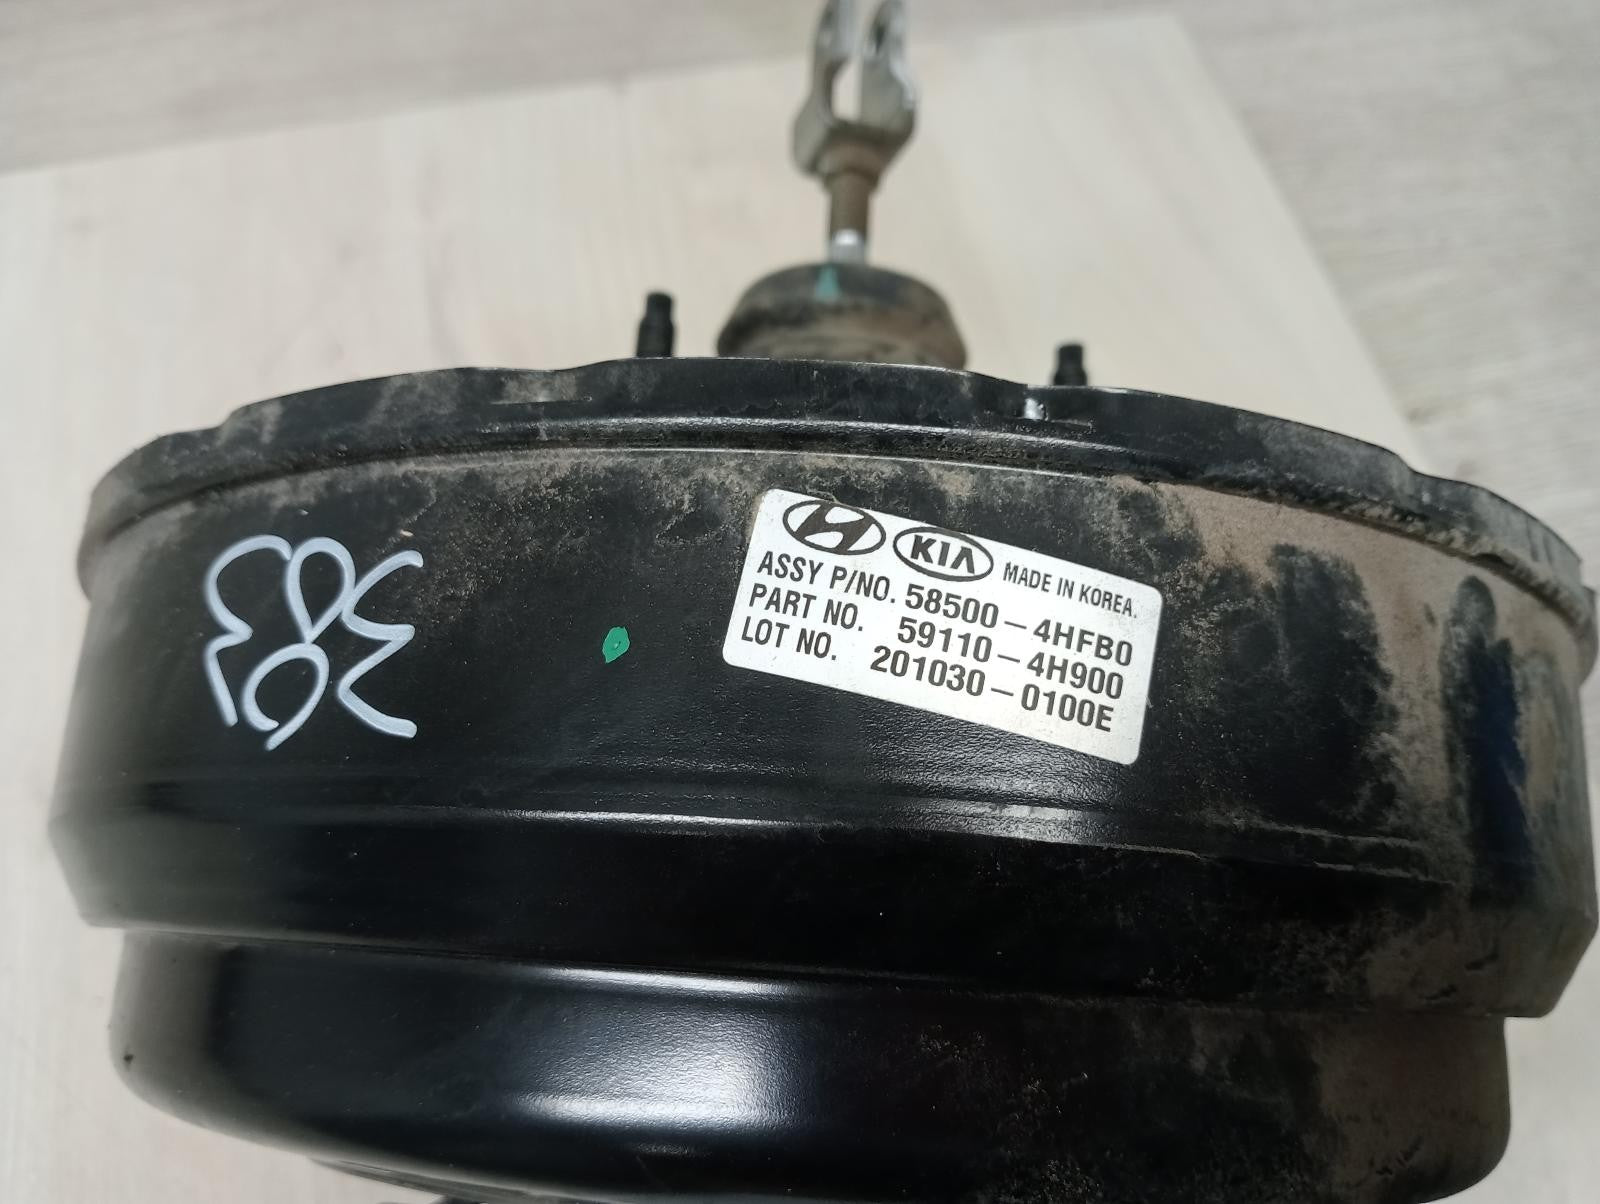 KIA MADE IN KOREA.
ASSY P/NO. 58500-4HFB0
PART NO. 59110-4H900
LOT NO. 201030-0100E